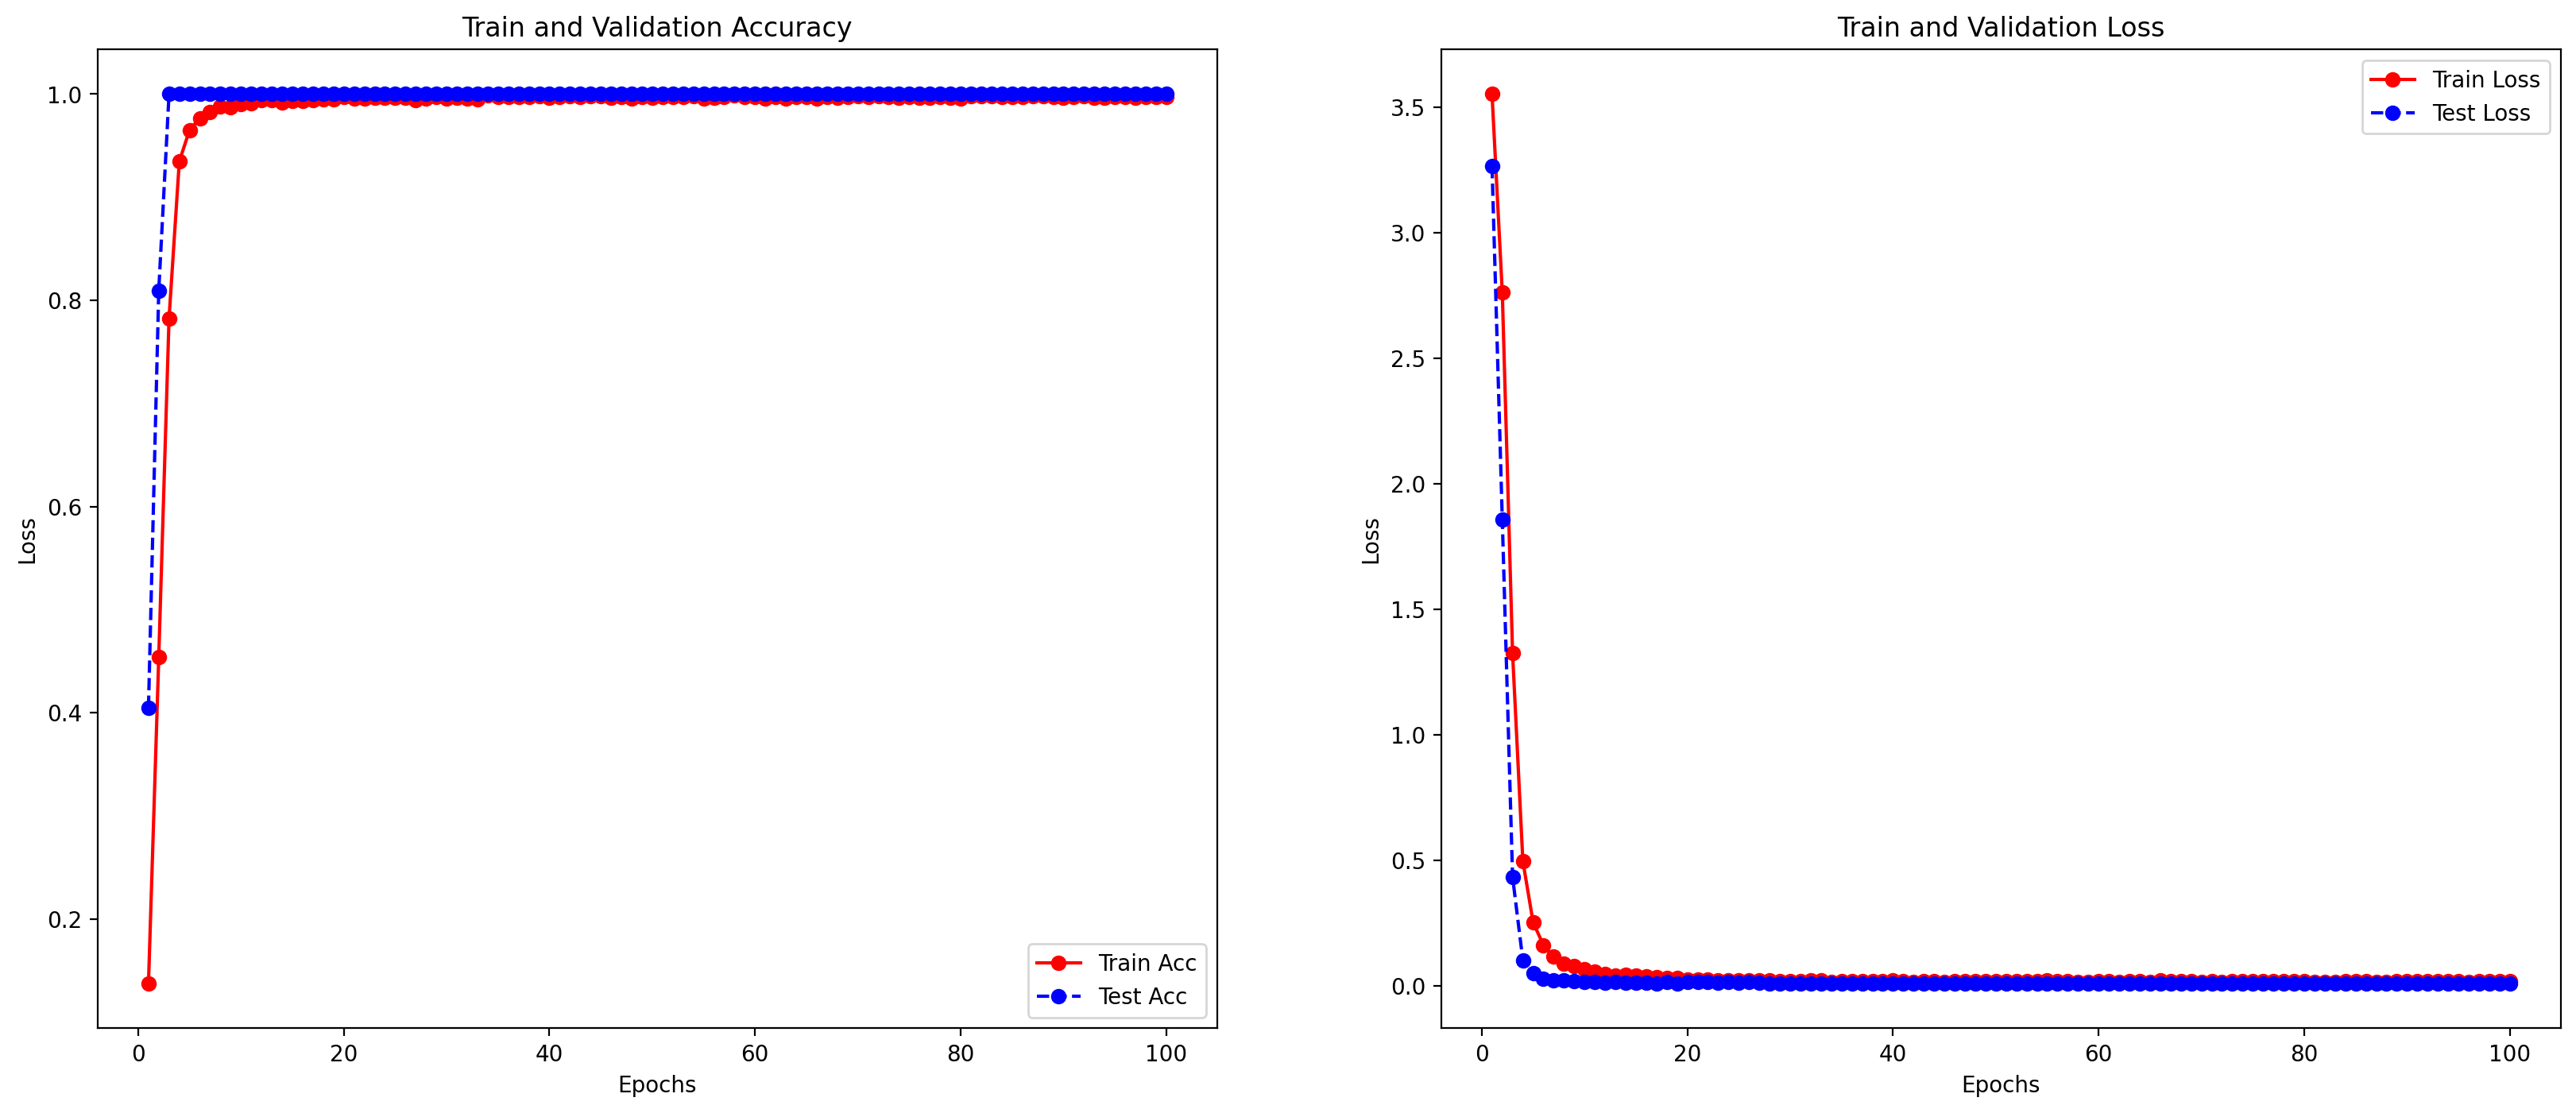 Train and Validation Accuracy
1.0
0.8
0.6
0.4
0.2
Loss
0
20
40
60
80
100
Epochs
Train Acc
Test Acc
Train and Validation Loss
3.5
3.0
2.5
2.0
1.5
1.0
0.5
0.0
Loss
0
20
40
60
80
100
Epochs
Train Loss
Test Loss